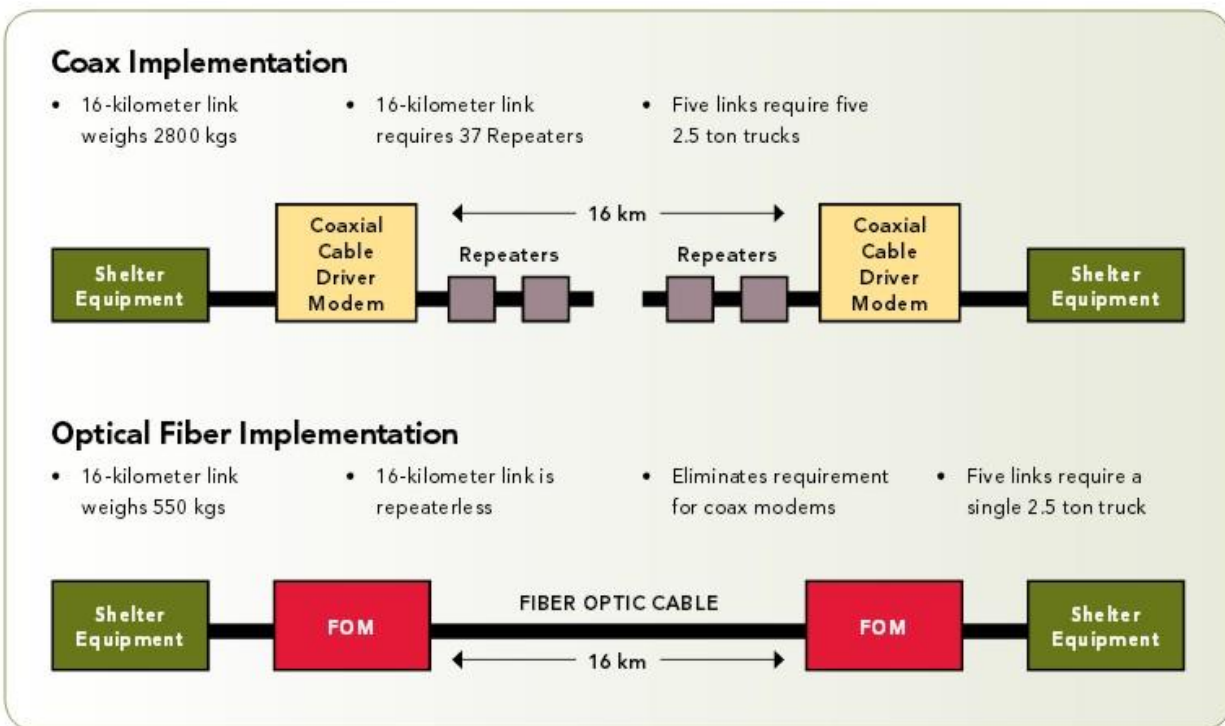 Coax Implementation
• 16-kilometer link
weighs 2800 kgs
• 16-kilometer link
requires 37 Repeaters
• Five links require five
2.5 ton trucks
16 km
Shelter
Equipment
Coaxial
Cable
Driver
Modem
Repeaters
Repeaters
Coaxial
Cable
Driver
Modem
Shelter
Equipment
Optical Fiber Implementation
• 16-kilometer link
weighs 550 kgs
• 16-kilometer link is
repeaterless
• Eliminates requirement
for coax modems
• Five links require a
single 2.5 ton truck
Shelter
Equipment
FOM
FIBER OPTIC CABLE
16 km
FOM
Shelter
Equipment